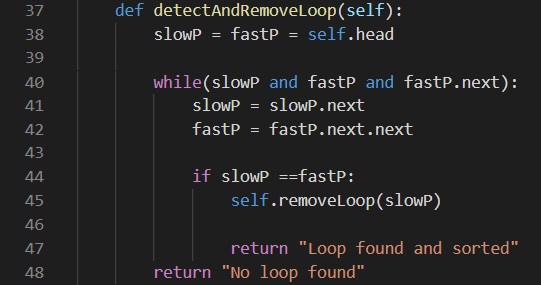 37 def detectAndRemoveLoop(self):
38 slowP = fastP = self.head
39
40 while(slowP and fastP and fastP.next):
41 slowP = slowP.next
42 fastP = fastP.next.next
43
44 if slowP ==fastP:
45 self.removeLoop(slowP)
46
47 return "Loop found and sorted"
48 return "No loop found"